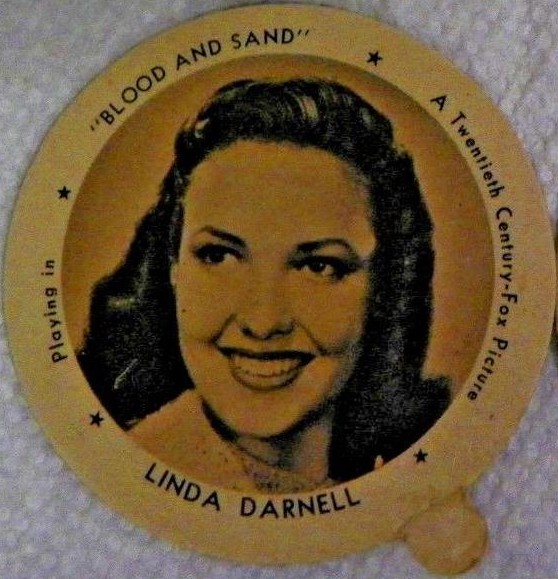 Playing in
"BLOOD AND SAND"
A Twentieth Century-Fox Picture
LINDA DARNELL